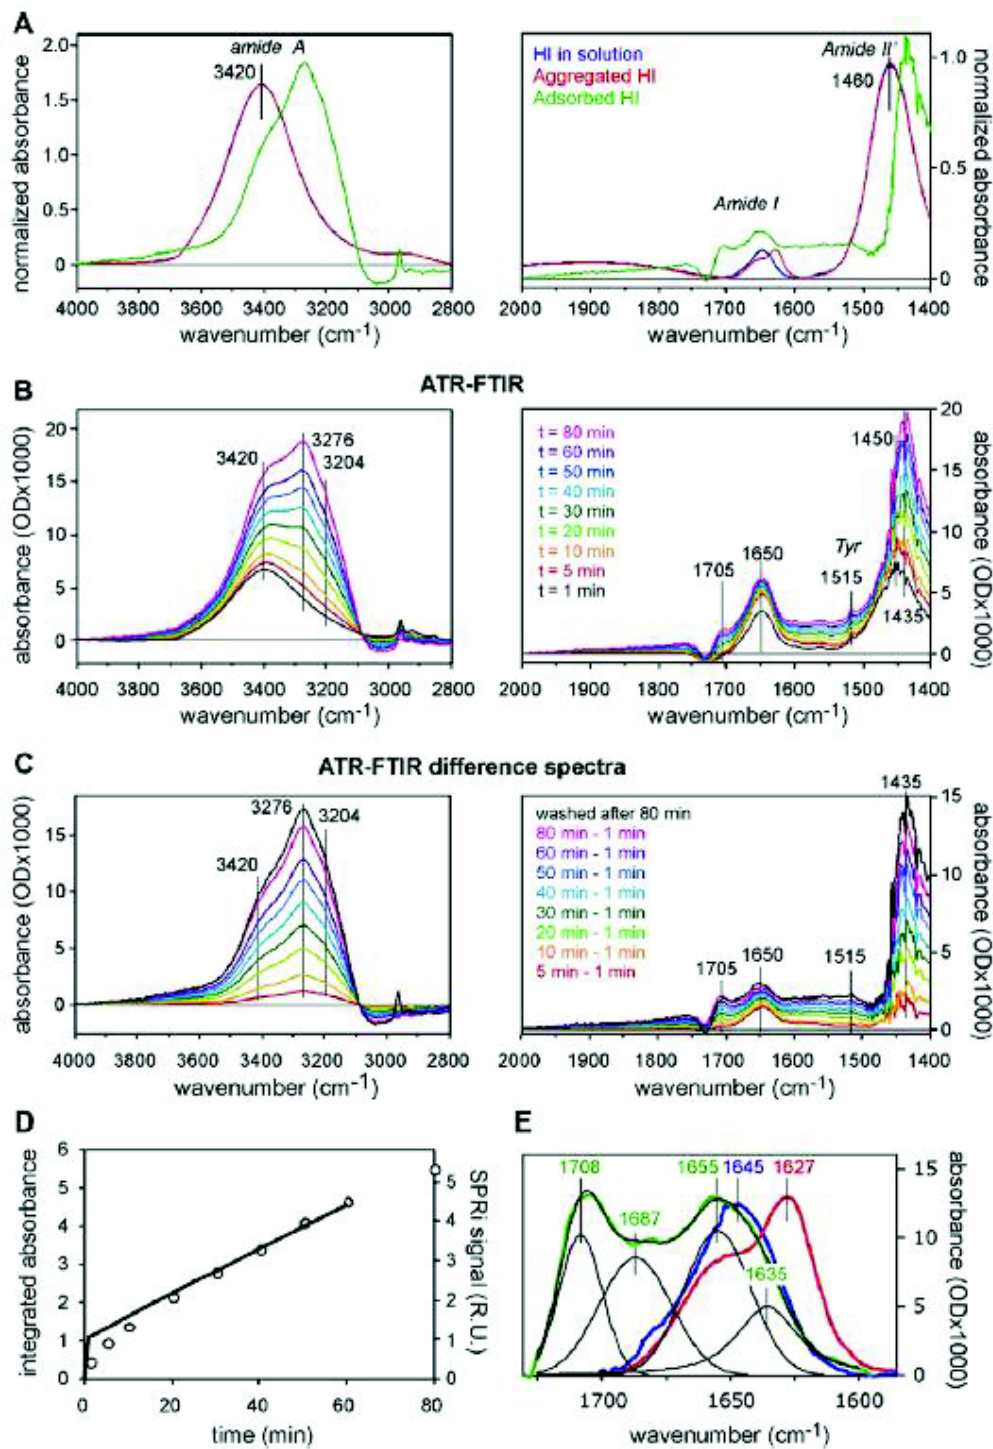 A
amide A
3420
normalized absorbance
2.0
1.5
1.0
0.5
0
4000 3800 3600 3400 3200 3000 2800
wavenumber (cm-1)
HI in solution
Aggregated HI
Adsorbed HI
Amide II'
1460
Amide I
1.0
0.5
0
normalized absorbance
2000 1900 1800 1700 1600 1500 1400
wavenumber (cm-1)
B
ATR-FTIR
absorbance (ODx1000)
20
15
10
5
0
3420
3276
3204
4000 3800 3600 3400 3200 3000 2800
wavenumber (cm-1)
t = 80 min
t = 60 min
t = 50 min
t = 40 min
t = 30 min
t = 20 min
t = 10 min
t = 5 min
t = 1 min
1705
1650
Tyr
1515
1450
1435
20
15
10
5
0
absorbance (ODx1000)
2000 1900 1800 1700 1600 1500 1400
wavenumber (cm-1)
C
ATR-FTIR difference spectra
absorbance (ODx1000)
15
10
5
0
3420
3276
3204
4000 3800 3600 3400 3200 3000 2800
wavenumber (cm-1)
washed after 80 min
80 min - 1 min
60 min - 1 min
50 min - 1 min
40 min - 1 min
30 min - 1 min
20 min - 1 min
10 min - 1 min
5 min - 1 min
1705
1650
1515
1435
15
10
5
0
absorbance (ODx1000)
2000 1900 1800 1700 1600 1500 1400
wavenumber (cm-1)
D
integrated absorbance
6
5
4
3
2
1
0
0 20 40 60 80
time (min)
5
4
3
2
1
0
SPRi signal (R.U.)
E
1708
1687
1655
1645
1627
1635
15
10
5
0
absorbance (ODx1000)
1700 1650 1600
wavenumber (cm-1)